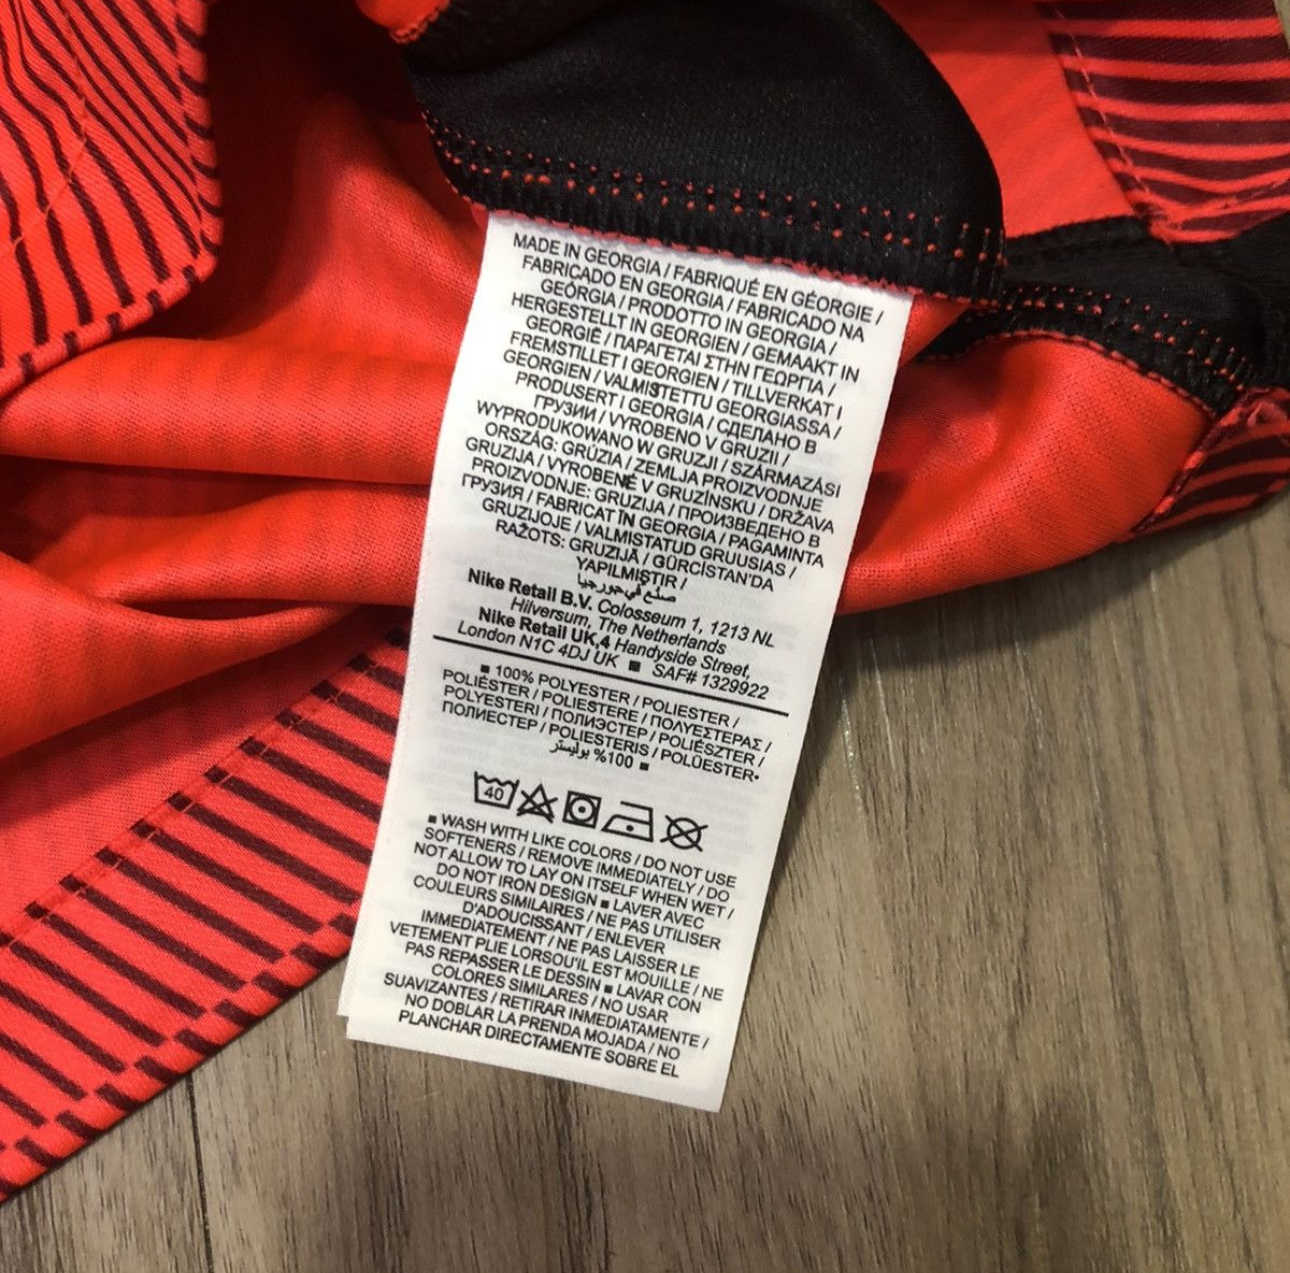 MADE IN GEORGIA / FABRIQUÉ EN GÉORGIE /
FABRICADO EN GEORGIA / FABRICADO NA
GEÓRGIA / PRODOTTO IN GEORGIA /
HERGESTELLT IN GEORGIEN / GEMAAKT IN
GEORGIË / ΠΑΡΑΓΕΤΑΙ ΣΤΗΝ ΓΕΩΡΓΙΑ /
FREMSTILLET I GEORGIEN / TILLVERKAT I
GEORGIEN / VALMISTETTU GEORGIASSA /
PRODUSERT I GEORGIA / СДЕЛАНО В
ГРУЗИИ / VYROBENO V GRUZII /
WYPRODUKOWANO W GRUZJI / SZÁRMAZÁSI
ORSZÁG: GRÚZIA / ZEMLJA PROIZVODNJE
GRUZIJA / VYROBENÉ V GRUZÍNSKU / DRŽAVA
PROIZVODNJE: GRUZIJA / ПРОИЗВЕДЕНО В
ГРУЗИЯ / FABRICAT ÎN GEORGIA / PAGAMINTA
GRUZIJOJE / VALMISTATUD GRUUSIAS /
RAŽOTS: GRUZIJĀ / GÜRCİSTAN'DA
YAPILMIŞTIR /
صنع في جورجيا
Nike Retail B.V. Colosseum 1, 1213 NL
Hilversum, The Netherlands
Nike Retail UK,4 Handyside Street,
London N1C 4DJ UK ■ SAF# 1329922
■ 100% POLYESTER / POLIESTER /
POLIÉSTER / POLIESTERE / ΠΟΛΥΕΣΤΕΡΑΣ /
POLYESTERI / ПОЛИЭСТЕР / POLIÉSZTER /
ПОЛИЕСТЕР / POLIESTERIS / POLÜESTER•
100% بوليستر ■
40
■ WASH WITH LIKE COLORS / DO NOT USE
SOFTENERS / REMOVE IMMEDIATELY / DO
NOT ALLOW TO LAY ON ITSELF WHEN WET /
DO NOT IRON DESIGN ■ LAVER AVEC
COULEURS SIMILAIRES / NE PAS UTILISER
D'ADOUCISSANT / ENLEVER
IMMEDIATEMENT / NE PAS LAISSER LE
VETEMENT PLIE LORSQU'IL EST MOUILLE / NE
PAS REPASSER LE DESSIN ■ LAVAR CON
COLORES SIMILARES / NO USAR
SUAVIZANTES / RETIRAR INMEDIATAMENTE /
NO DOBLAR LA PRENDA MOJADA / NO
PLANCHAR DIRECTAMENTE SOBRE EL